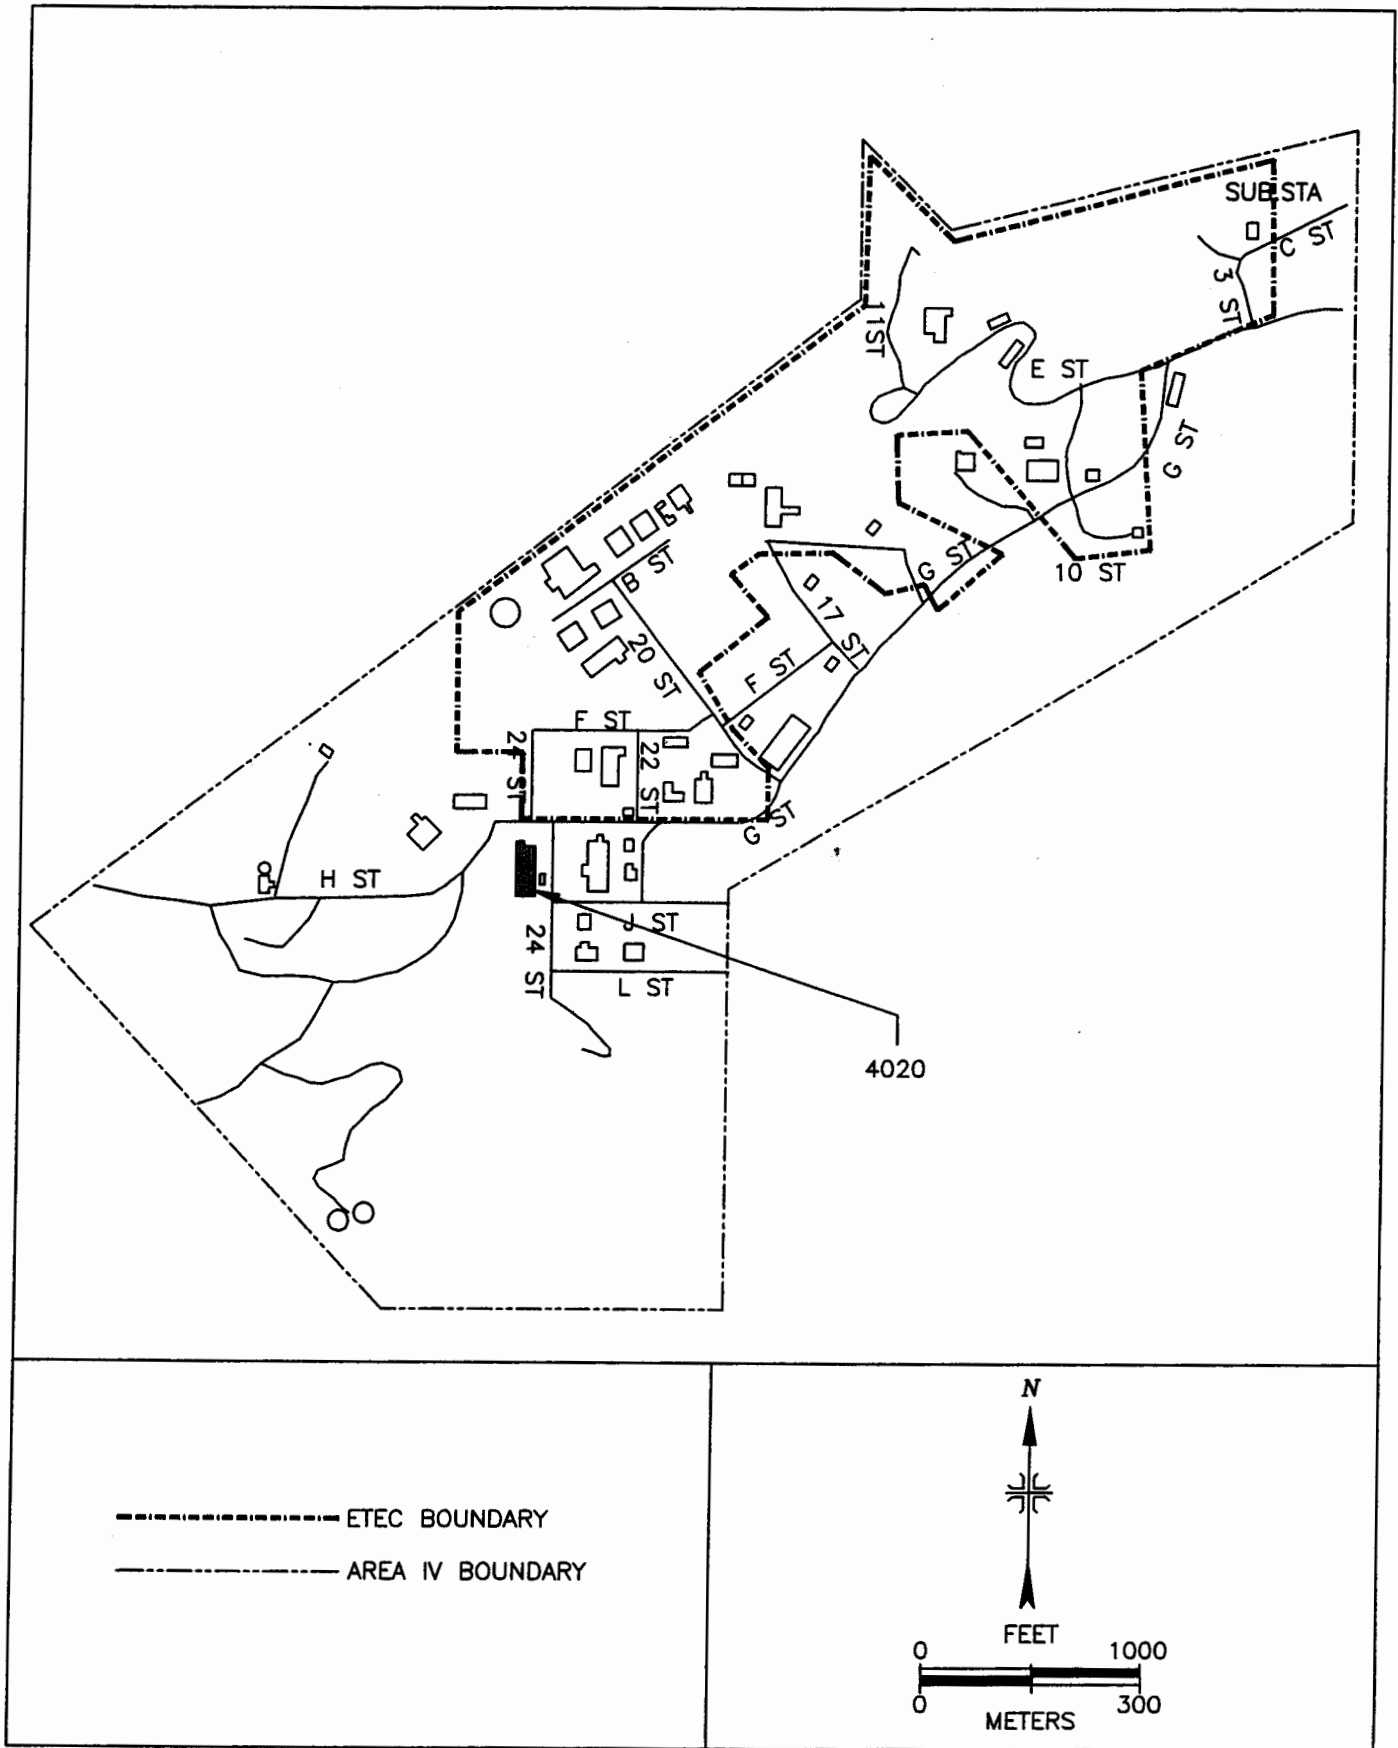 SUB STA
C ST
3 ST
11ST
E ST
G ST
G ST
10 ST
B ST
17 ST
20 ST
F ST
F ST
24 ST
22 ST
G ST
H ST
J ST
24 ST
L ST
4020
N
ETEC BOUNDARY
AREA IV BOUNDARY
FEET
0 1000
0 300
METERS